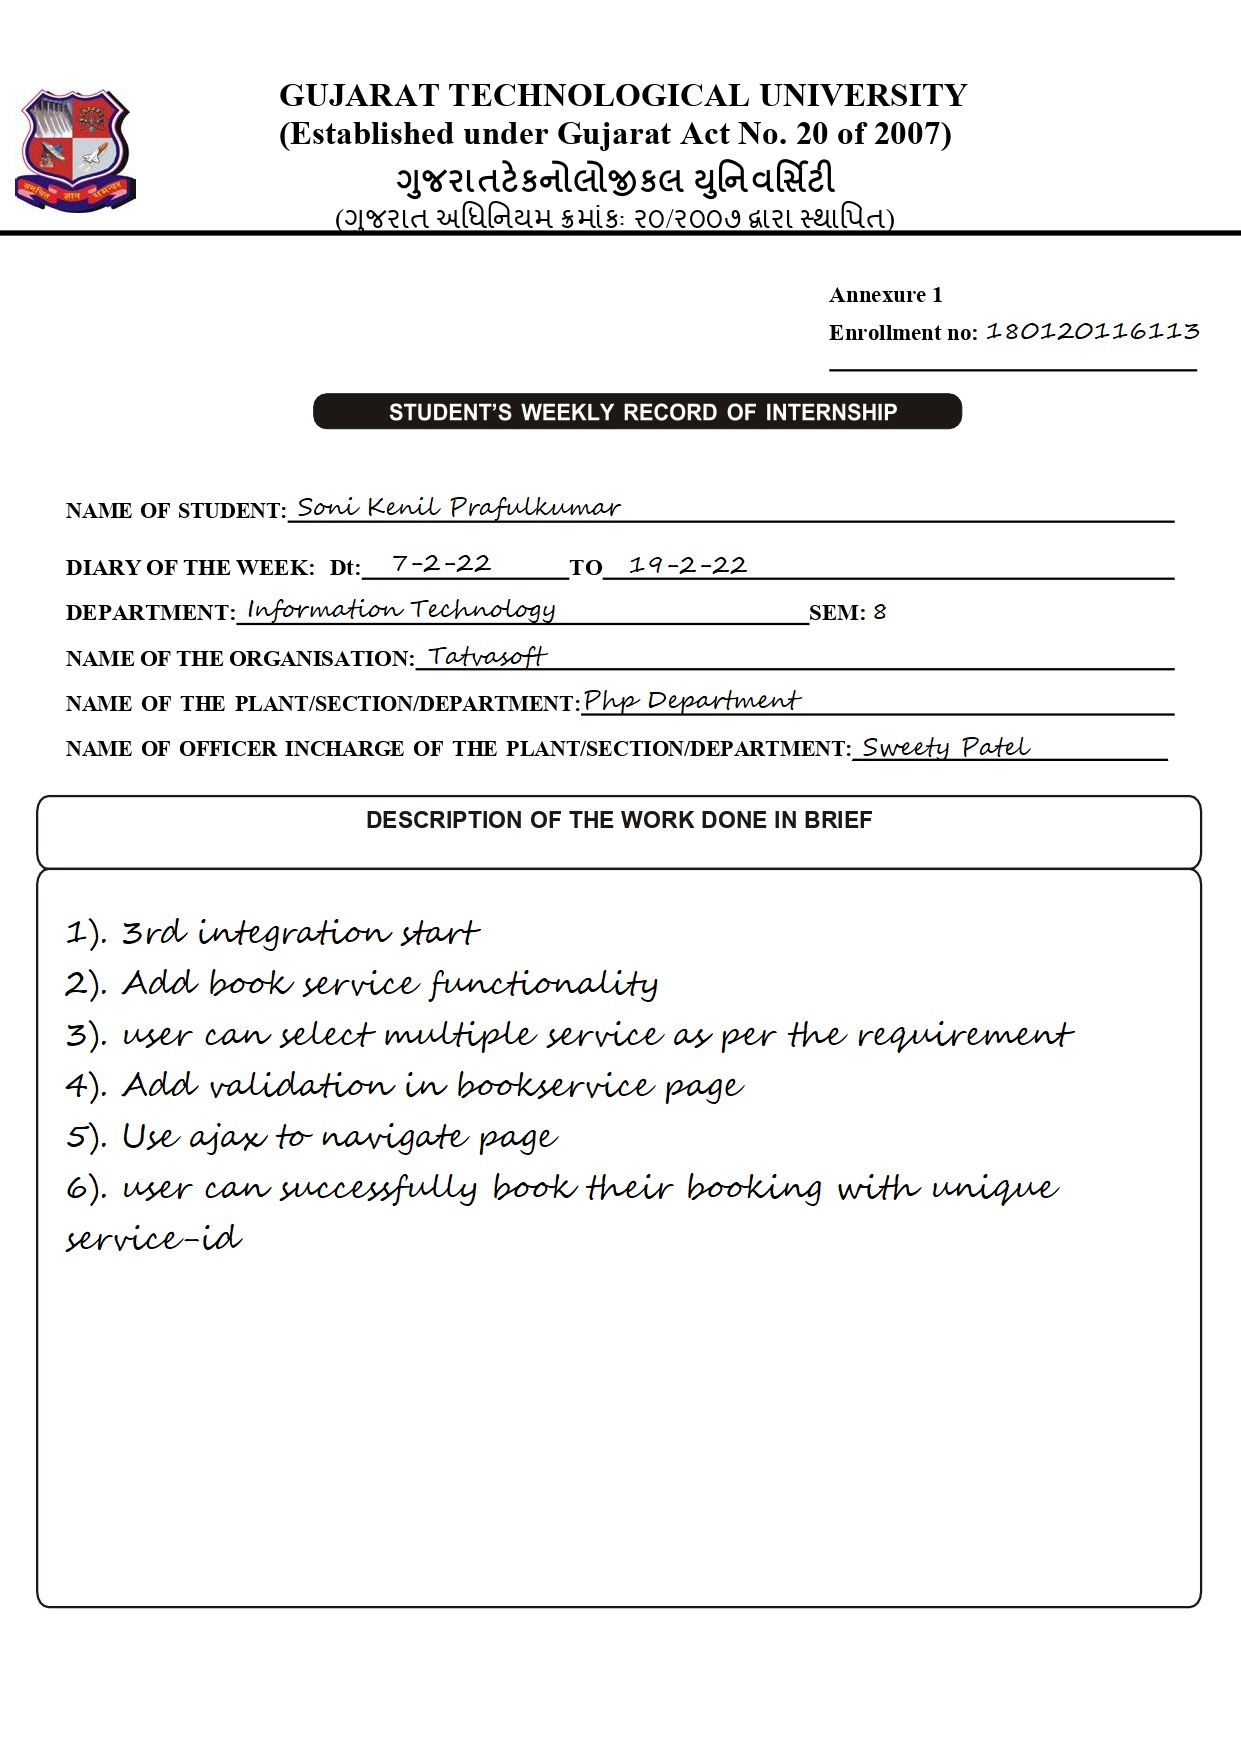 GUJARAT TECHNOLOGICAL UNIVERSITY
(Established under Gujarat Act No. 20 of 2007)
ગુજરાતટેકનોલોજીકલ યુનિવર્સિટી
(ગુજરાત અધિનિયમ ક્રમાંકઃ ૨૦/૨૦૦૭ દ્વારા સ્થાપિત)
समुचित ज्ञान समन्वय
Annexure 1
Enrollment no: 180120116113
STUDENT'S WEEKLY RECORD OF INTERNSHIP
NAME OF STUDENT: Soni Kenil Prafulkumar
DIARY OF THE WEEK: Dt: 7-2-22 TO 19-2-22
DEPARTMENT: Information Technology SEM: 8
NAME OF THE ORGANISATION: Tatvasoft
NAME OF THE PLANT/SECTION/DEPARTMENT: Php Department
NAME OF OFFICER INCHARGE OF THE PLANT/SECTION/DEPARTMENT: Sweety Patel
DESCRIPTION OF THE WORK DONE IN BRIEF
1). 3rd integration start
2). Add book service functionality
3). user can select multiple service as per the requirement
4). Add validation in bookservice page
5). Use ajax to navigate page
6). user can successfully book their booking with unique
service-id